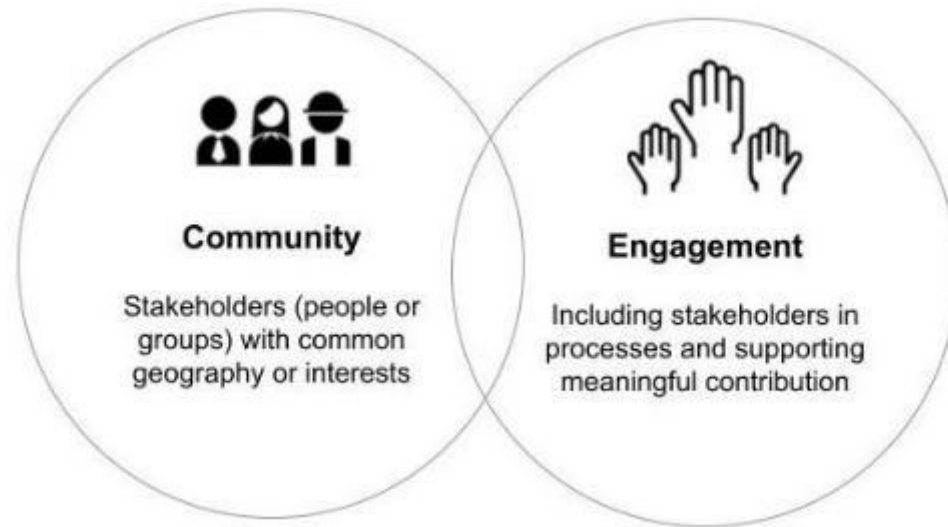 Community
Stakeholders (people or
groups) with common
geography or interests
Engagement
Including stakeholders in
processes and supporting
meaningful contribution